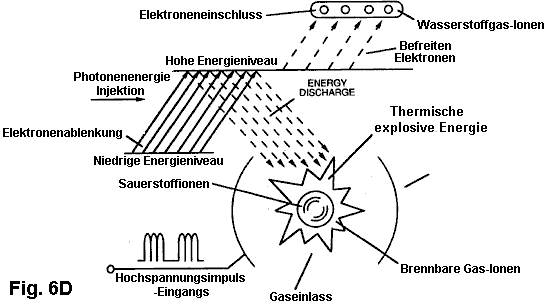 Elektroneneinschluss
Wasserstoffgas-Ionen
Befreiten
Elektronen
Hohe Energieniveau
Photonenenergie
Injektion
ENERGY
DISCHARGE
Elektronenablenkung
Niedrige Energieniveau
Thermische
explosive Energie
Sauerstoffionen
Brennbare Gas-Ionen
Hochspannungsimpuls
-Eingangs
Gaseinlass
Fig. 6D